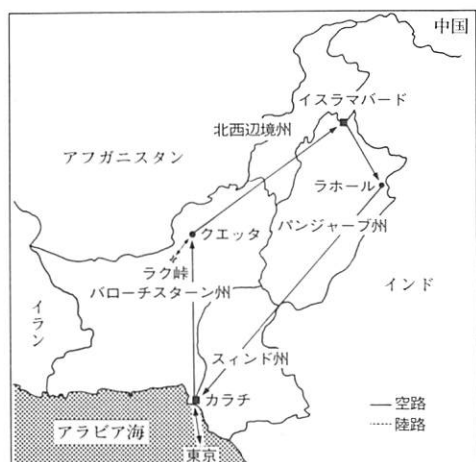 中国
イスラマバード
北西辺境州
アフガニスタン
ラホール
クエッタ
パンジャーブ州
ラク峠
バローチスターン州
インド
イラン
スィンド州
カラチ
空路
アラビア海
陸路
東京